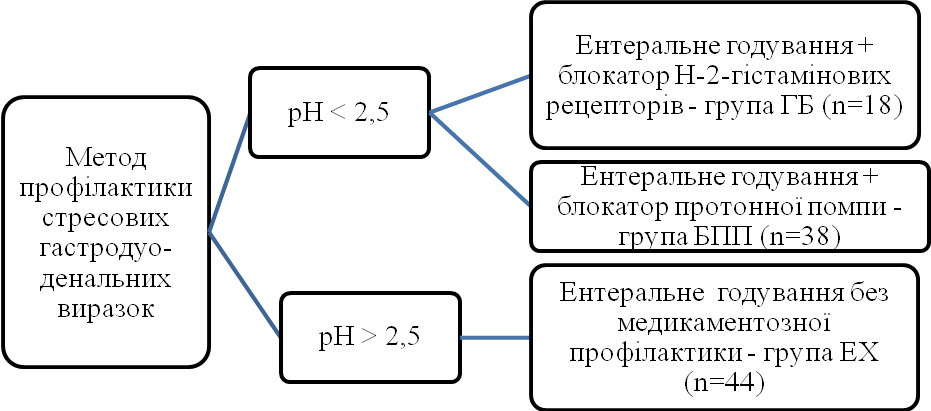 Метод
профілактики
стресових
гастродуо-
денальних
виразок
pH < 2,5
Ентеральне годування +
блокатор Н-2-гістамінових
рецепторів - група ГБ (n=18)
Ентеральне годування +
блокатор протонної помпи -
група БПП (n=38)
pH > 2,5
Ентеральне годування без
медикаментозної
профілактики - група ЕХ
(n=44)